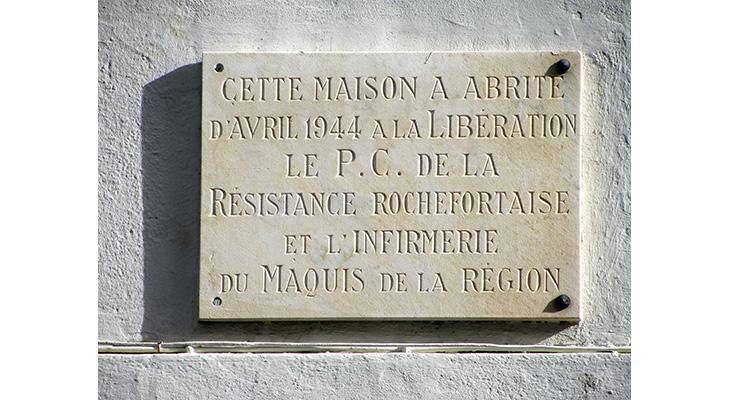 CETTE MAISON A ABRITÉ
D'AVRIL 1944 A LA LIBÉRATION
LE P.C. DE LA
RÉSISTANCE ROCHEFORTAISE
ET L'INFIRMERIE
DU MAQUIS DE LA RÉGION